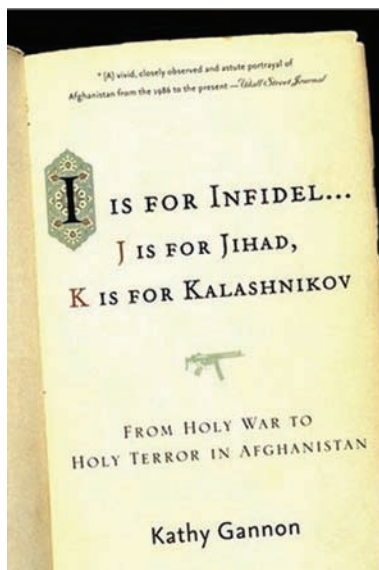 "[A] vivid, closely observed and astute portrayal of
Afghanistan from the 1986 to the present —Wall Street Journal
I IS FOR INFIDEL...
J IS FOR JIHAD,
K IS FOR KALASHNIKOV
FROM HOLY WAR TO
HOLY TERROR IN AFGHANISTAN
Kathy Gannon